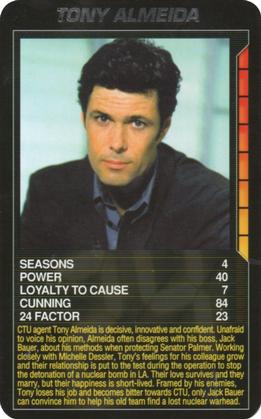 TONY ALMEIDA
SEASONS 4
POWER 40
LOYALTY TO CAUSE 7
CUNNING 84
24 FACTOR 23
CTU agent Tony Almeida is decisive, innovative and confident. Unafraid
to voice his opinion, Almeida often disagrees with his boss, Jack
Bauer, about his methods when protecting Senator Palmer. Working
closely with Michelle Dessler, Tony's feelings for his colleague grow
and their relationship is put to the test during the operation to stop
the detonation of a nuclear bomb in LA. Their love survives and they
marry, but their happiness is short-lived. Framed by his enemies,
Tony loses his job and becomes bitter towards CTU, only Jack Bauer
can convince him to help his old team find a lost nuclear warhead.